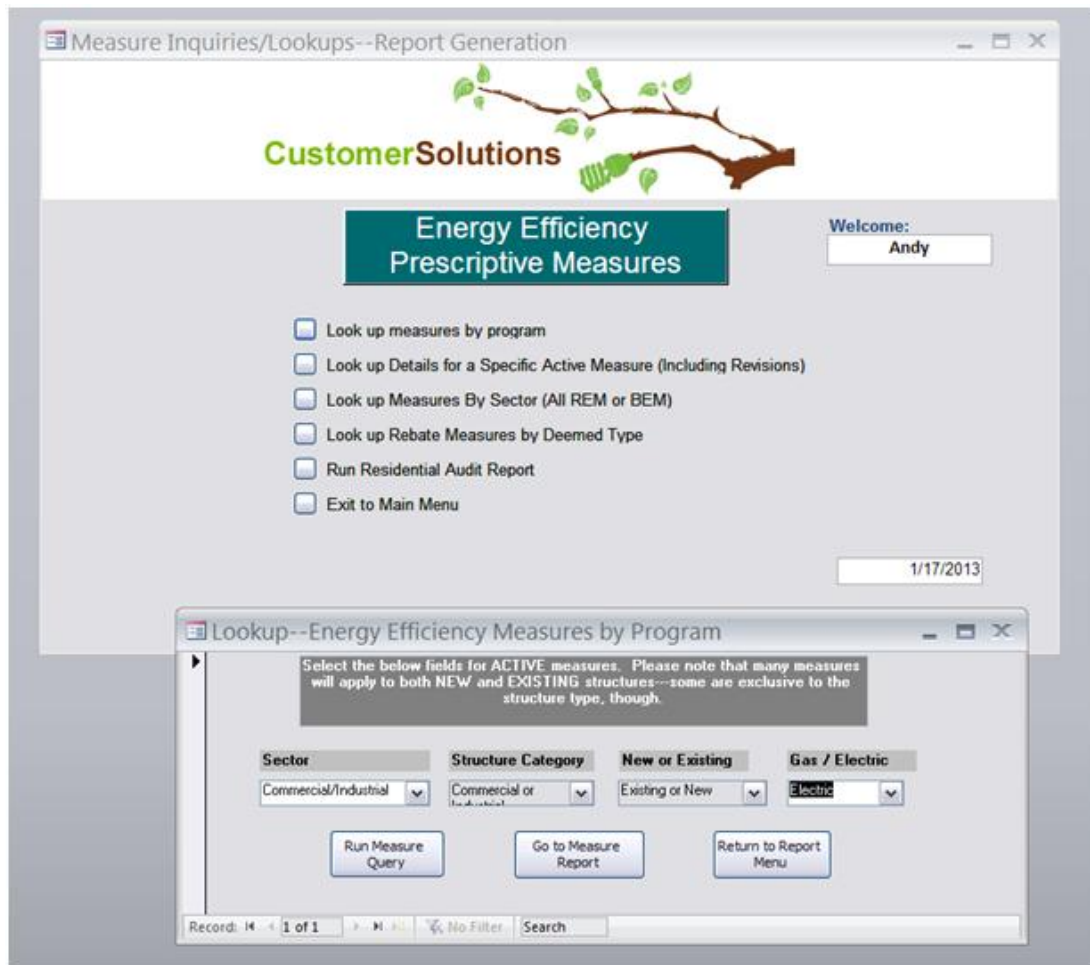 Measure Inquiries/Lookups--Report Generation
CustomerSolutions
Energy Efficiency
Prescriptive Measures
Welcome:
Andy
Look up measures by program
Look up Details for a Specific Active Measure (Including Revisions)
Look up Measures By Sector (All REM or BEM)
Look up Rebate Measures by Deemed Type
Run Residential Audit Report
Exit to Main Menu
1/17/2013
Lookup--Energy Efficiency Measures by Program
Select the below fields for ACTIVE measures. Please note that many measures
will apply to both NEW and EXISTING structures---some are exclusive to the
structure type, though.
Sector Structure Category New or Existing Gas / Electric
Commercial/Industrial Commercial or Existing or New Electric
Industrial
Run Measure
Query
Go to Measure
Report
Return to Report
Menu
Record: 1 of 1 No Filter Search